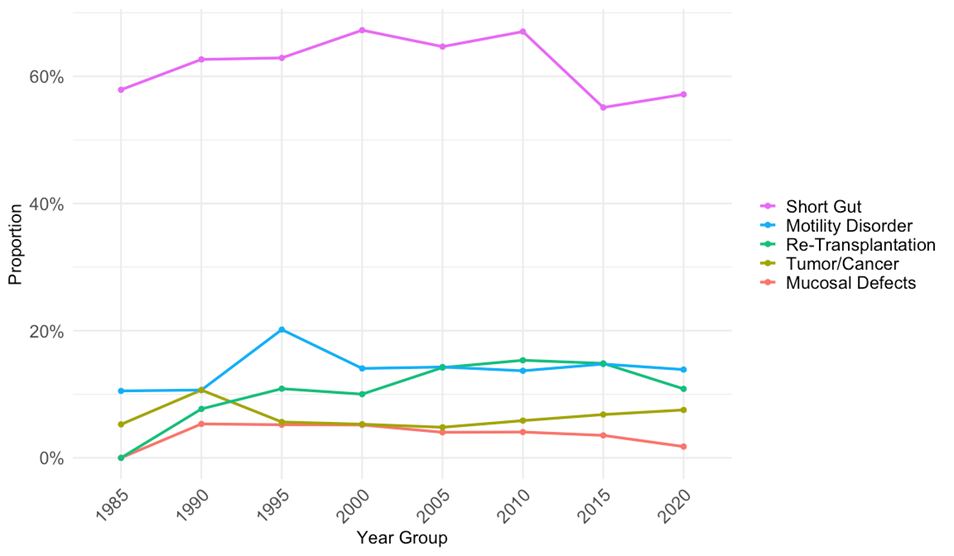 60%
40%
20%
0%
Proportion
1985
1990
1995
2000
2005
2010
2015
2020
Year Group
Short Gut
Motility Disorder
Re-Transplantation
Tumor/Cancer
Mucosal Defects